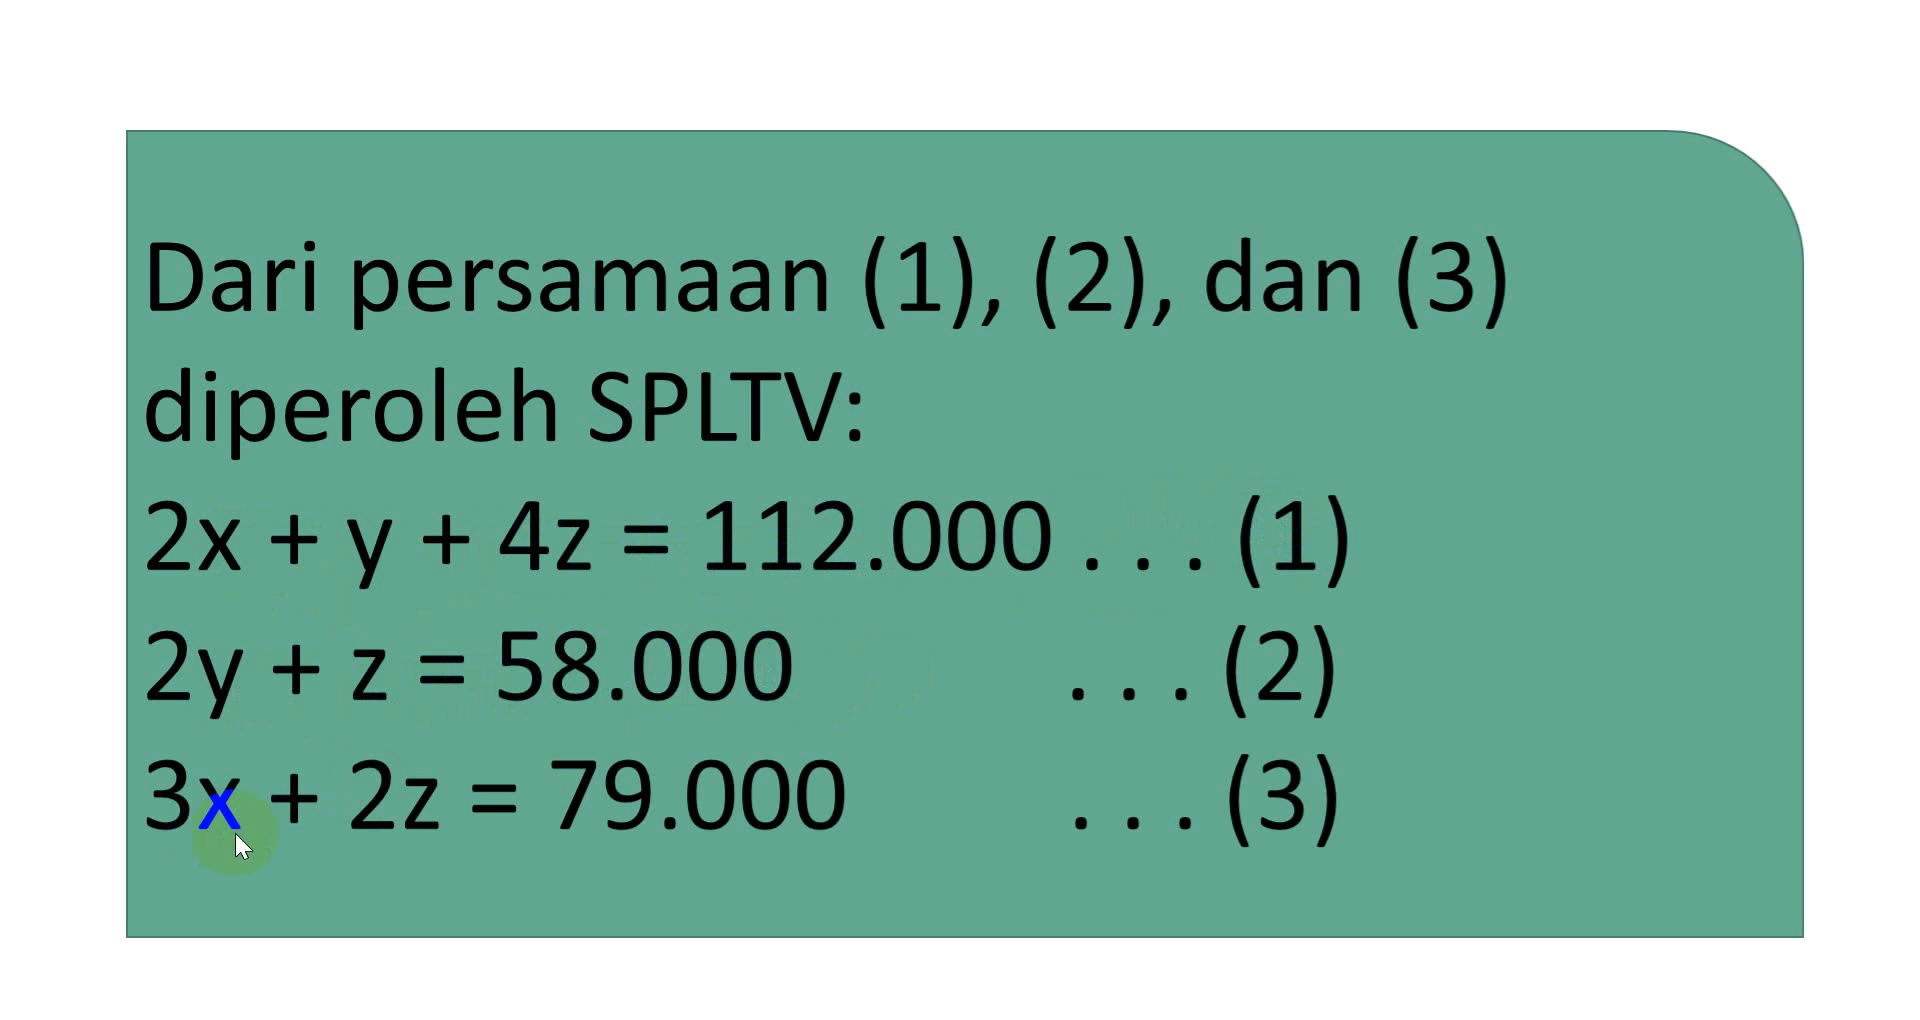 Dari persamaan (1), (2), dan (3)
diperoleh SPLTV:
2x + y + 4z = 112.000 . . . (1)
2y + z = 58.000 . . . (2)
3x + 2z = 79.000 . . . (3)